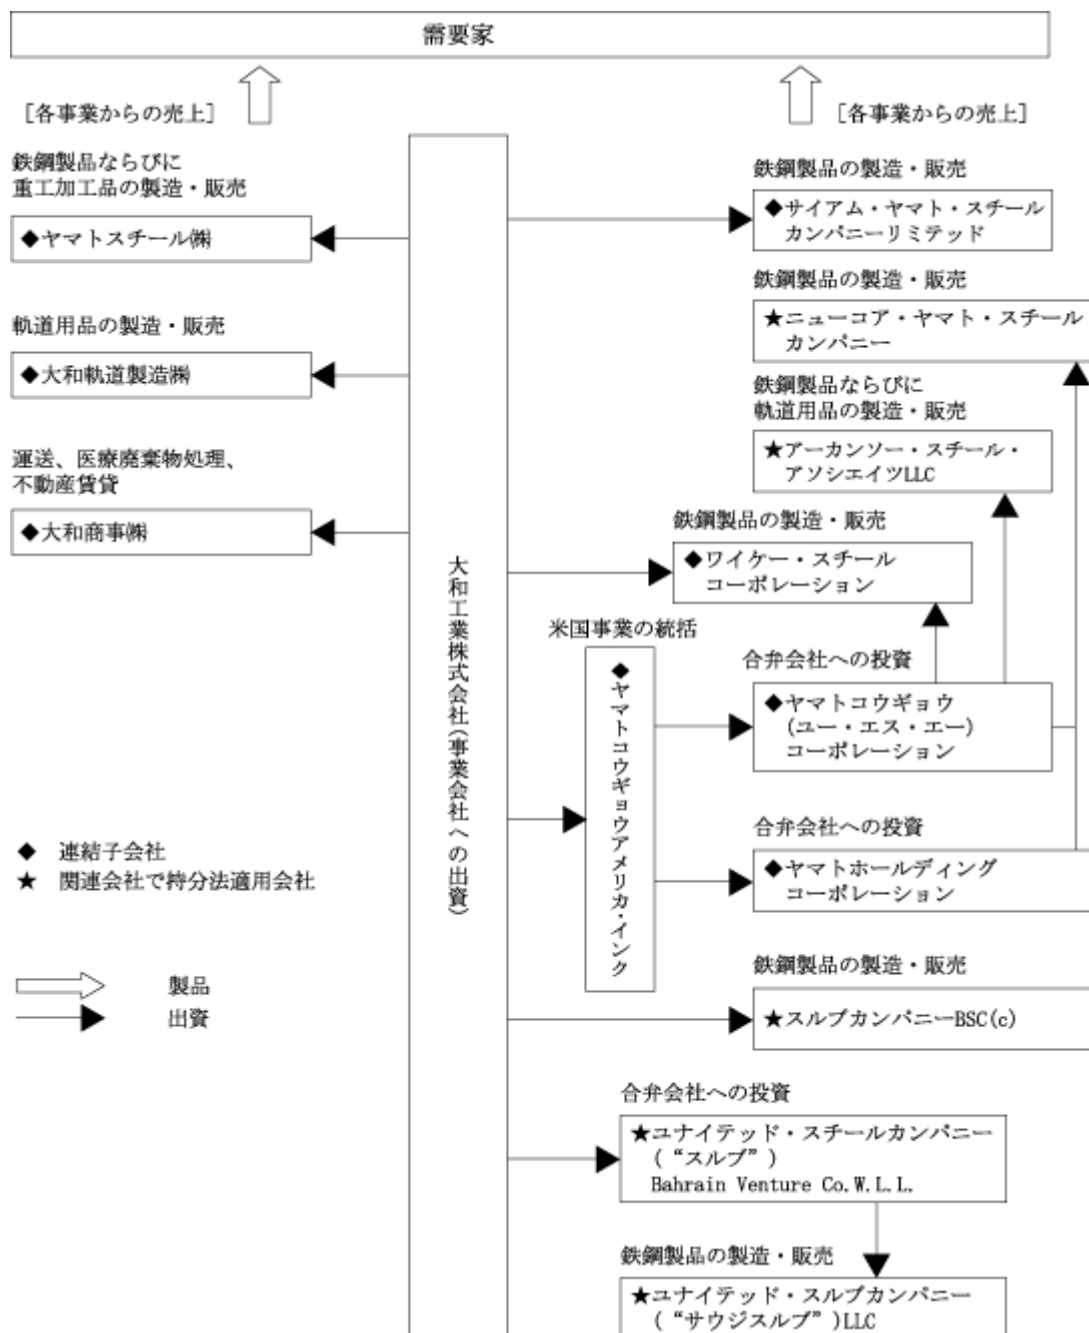 需要家
［各事業からの売上］
［各事業からの売上］
鉄鋼製品ならびに
重工加工品の製造・販売
◆ヤマトスチール㈱
軌道用品の製造・販売
◆大和軌道製造㈱
運送、医療廃棄物処理、
不動産賃貸
◆大和商事㈱
◆　連結子会社
★　関連会社で持分法適用会社
製品
出資
大和工業株式会社（事業会社への出資）
鉄鋼製品の製造・販売
◆サイアム・ヤマト・スチール
カンパニーリミテッド
鉄鋼製品の製造・販売
★ニューコア・ヤマト・スチール
カンパニー
鉄鋼製品ならびに
軌道用品の製造・販売
★アーカンソー・スチール・
アソシエイツLLC
鉄鋼製品の製造・販売
◆ワイケー・スチール
コーポレーション
米国事業の統括
◆ヤマトコウギョウアメリカ・インク
合弁会社への投資
◆ヤマトコウギョウ
(ユー・エス・エー)
コーポレーション
合弁会社への投資
◆ヤマトホールディング
コーポレーション
鉄鋼製品の製造・販売
★スルブカンパニーBSC(c)
合弁会社への投資
★ユナイテッド・スチールカンパニー
(“スルブ”)
Bahrain Venture Co.W.L.L.
鉄鋼製品の製造・販売
★ユナイテッド・スルブカンパニー
(“サウジスルブ”)LLC